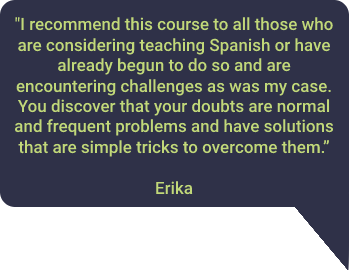 "I recommend this course to all those who
are considering teaching Spanish or have
already begun to do so and are
encountering challenges as was my case.
You discover that your doubts are normal
and frequent problems and have solutions
that are simple tricks to overcome them.”
Erika